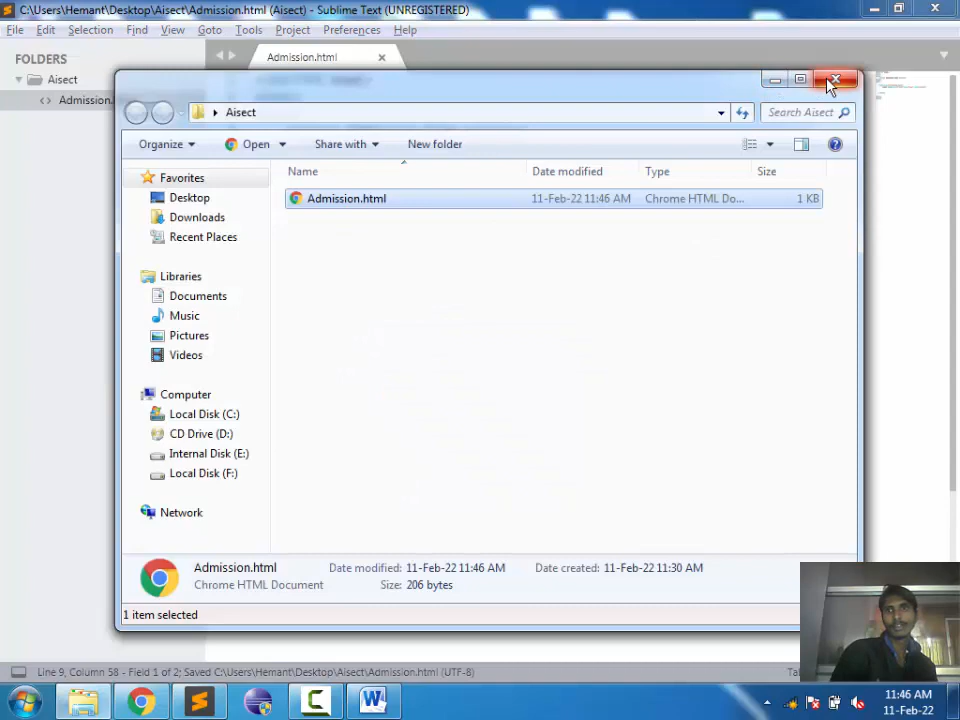 C:\Users\Hemant\Desktop\Aisect\Admission.html (Aisect) - Sublime Text (UNREGISTERED)
File Edit Selection Find View Goto Tools Project Preferences Help
FOLDERS
Admission.html
Aisect
Admission.
Aisect
Search Aisect
Organize
Open
Share with
New folder
Name
Date modified
Type
Size
Favorites
Admission.html
11-Feb-22 11:46 AM
Chrome HTML Do...
1 KB
Desktop
Downloads
Recent Places
Libraries
Documents
Music
Pictures
Videos
Computer
Local Disk (C:)
CD Drive (D:)
Internal Disk (E:)
Local Disk (F:)
Network
Admission.html
Date modified: 11-Feb-22 11:46 AM
Date created: 11-Feb-22 11:30 AM
Chrome HTML Document
Size: 206 bytes
1 item selected
Line 9, Column 58 - Field 1 of 2; Saved C:\Users\Hemant\Desktop\Aisect\Admission.html (UTF-8)
11:46 AM
11-Feb-22